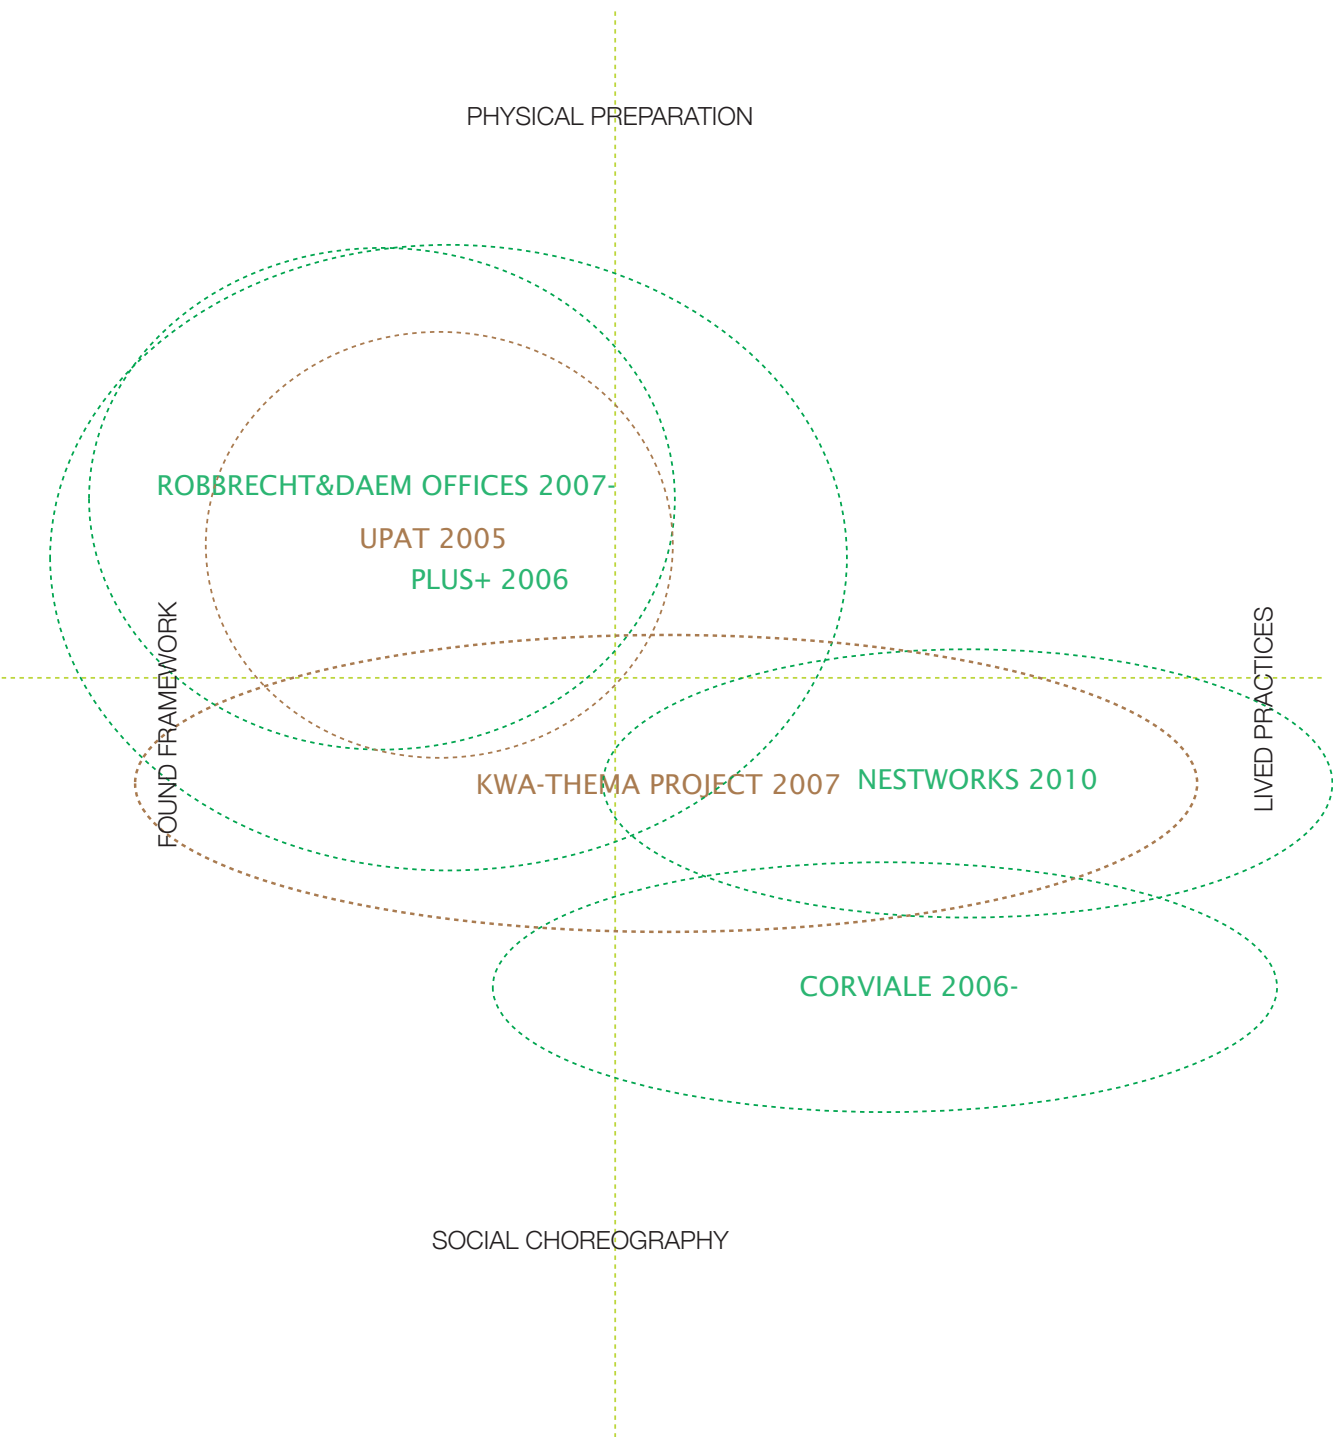 PHYSICAL PREPARATION
ROBBRECHT&DAEM OFFICES 2007-
UPAT 2005
PLUS+ 2006
FOUND FRAMEWORK
LIVED PRACTICES
KWA-THEMA PROJECT 2007
NESTWORKS 2010
CORVIALE 2006-
SOCIAL CHOREOGRAPHY